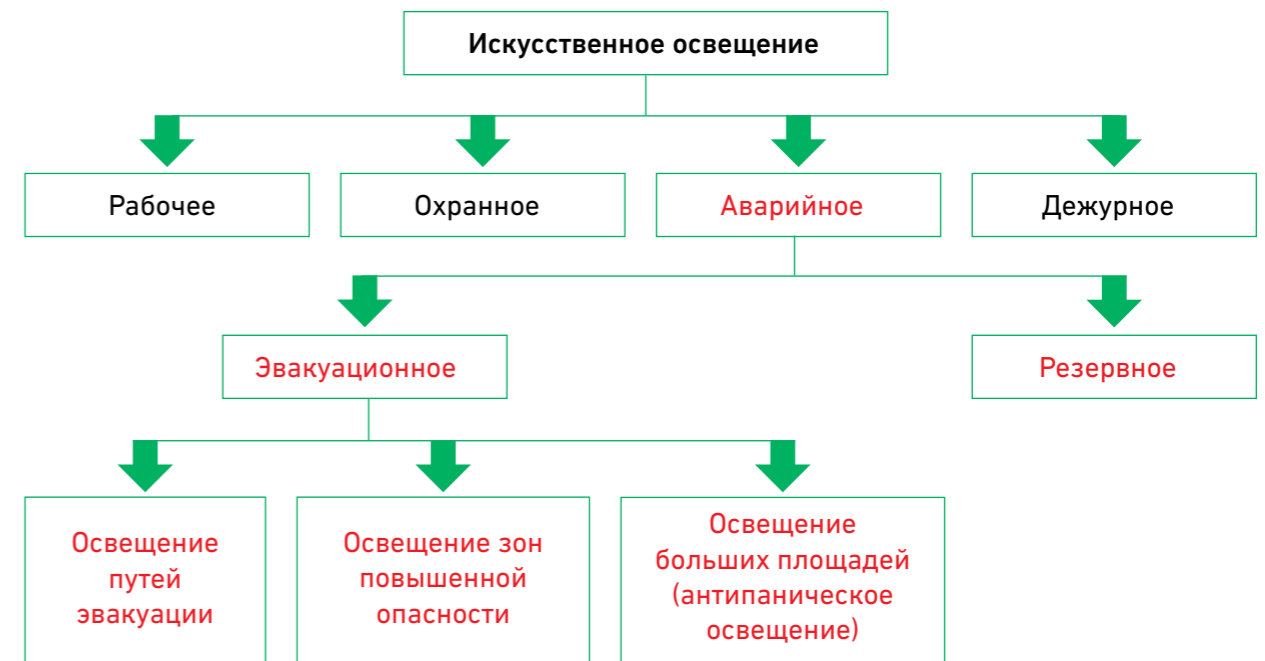 Искусственное освещение
Рабочее
Охранное
Аварийное
Дежурное
Эвакуационное
Резервное
Освещение
путей
эвакуации
Освещение зон
повышенной
опасности
Освещение
больших площадей
(антипаническое
освещение)